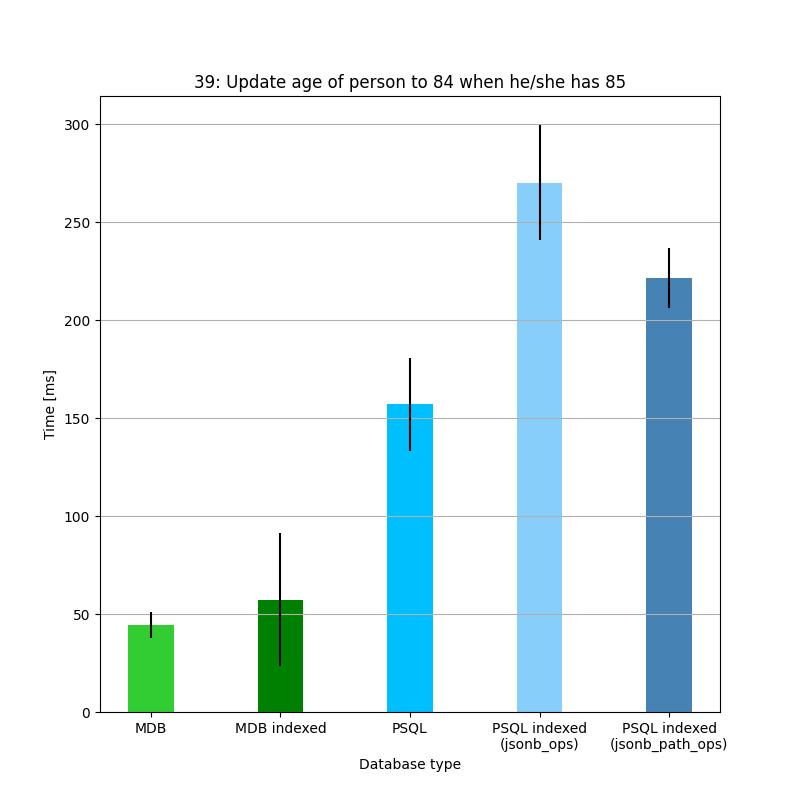 39: Update age of person to 84 when he/she has 85
300
250
200
150
100
50
0
Time [ms]
MDB
MDB indexed
PSQL
PSQL indexed
(jsonb_ops)
PSQL indexed
(jsonb_path_ops)
Database type